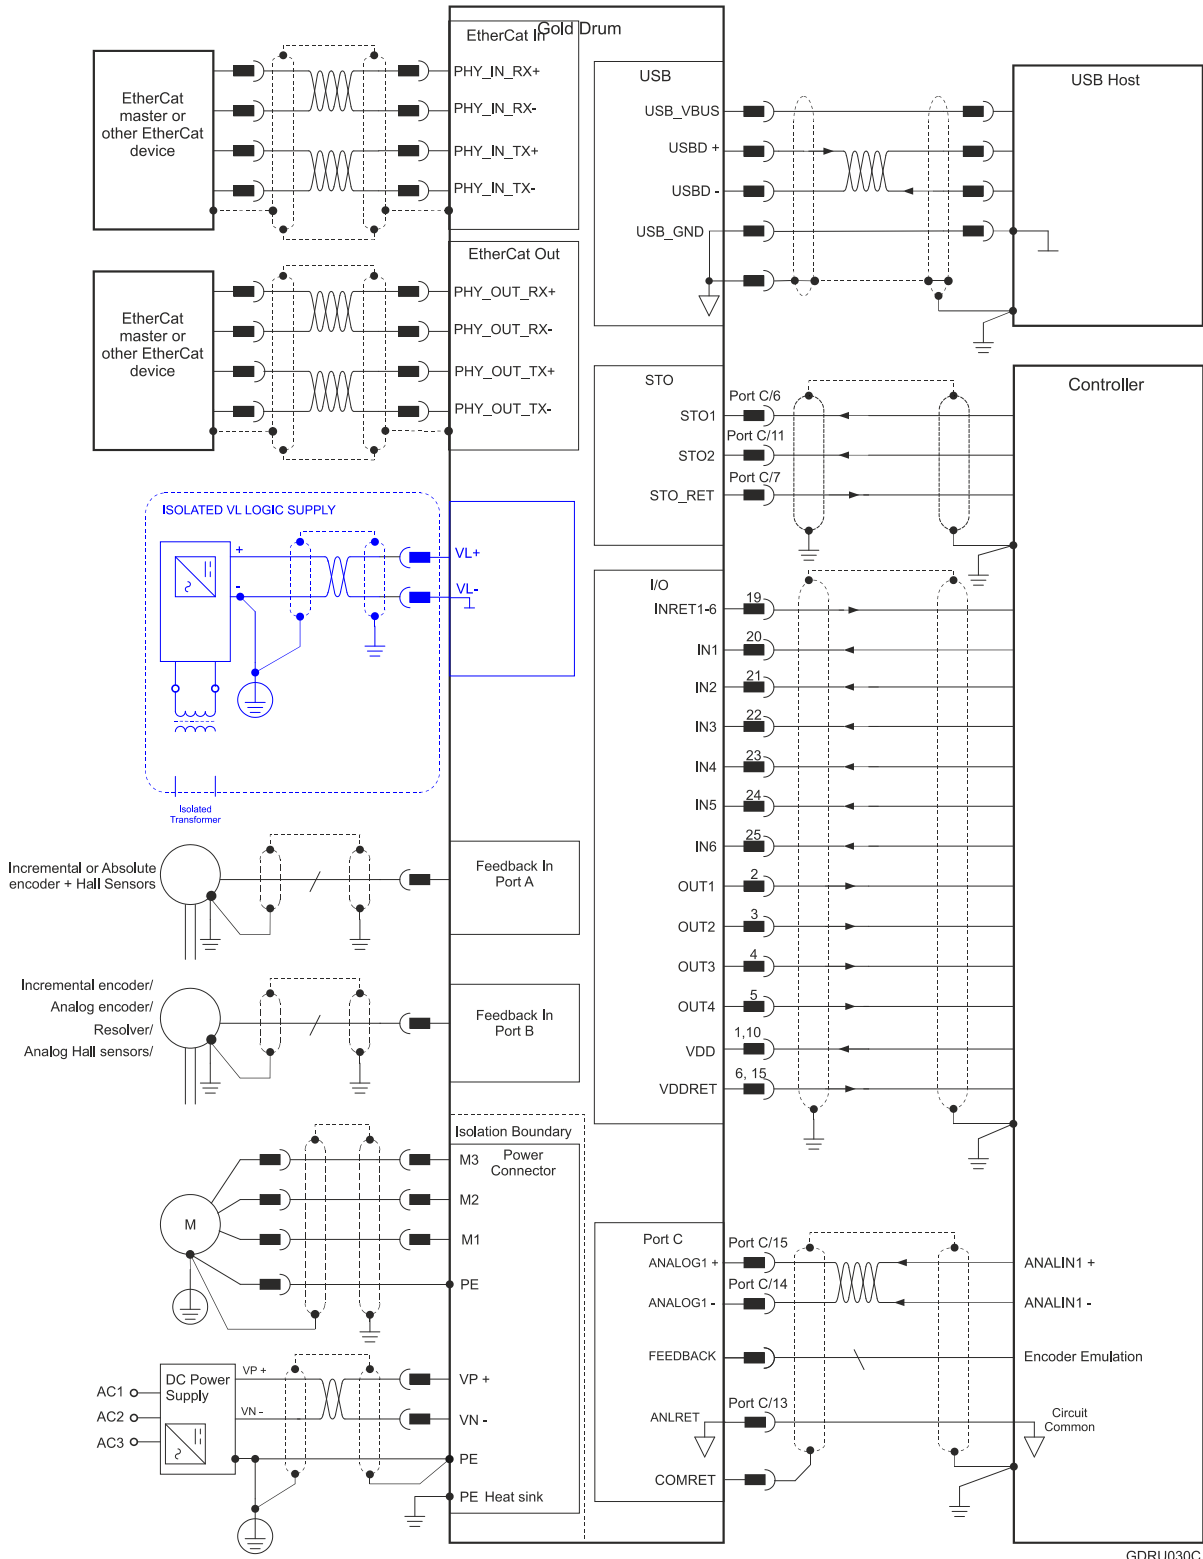 Gold Drum
EtherCat In
EtherCat
master or
other EtherCat
device
PHY_IN_RX+
PHY_IN_RX-
PHY_IN_TX+
PHY_IN_TX-
EtherCat Out
EtherCat
master or
other EtherCat
device
PHY_OUT_RX+
PHY_OUT_RX-
PHY_OUT_TX+
PHY_OUT_TX-
ISOLATED VL LOGIC SUPPLY
+
-
VL+
VL-
Isolated
Transformer
Incremental or Absolute
encoder + Hall Sensors
Feedback In
Port A
Incremental encoder/
Analog encoder/
Resolver/
Analog Hall sensors/
Feedback In
Port B
Isolation Boundary
Power
Connector
M
M3
M2
M1
PE
AC1
AC2
AC3
DC Power
Supply
VP +
VN -
VP +
VN -
PE
PE Heat sink
USB
USB_VBUS
USBD +
USBD -
USB_GND
USB Host
STO
STO1
Port C/6
STO2
Port C/11
STO_RET
Port C/7
Controller
I/O
INRET1-6
19
IN1
20
IN2
21
IN3
22
IN4
23
IN5
24
IN6
25
OUT1
2
OUT2
3
OUT3
4
OUT4
5
VDD
1,10
VDDRET
6, 15
Port C
ANALOG1 +
Port C/15
ANALIN1 +
ANALOG1 -
Port C/14
ANALIN1 -
FEEDBACK
Encoder Emulation
ANLRET
Port C/13
Circuit
Common
COMRET
GDRU030C